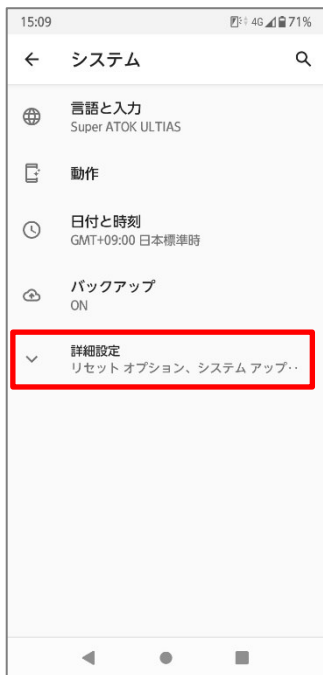 15:09 4G 71%
システム
言語と入力
Super ATOK ULTIAS
動作
日付と時刻
GMT+09:00 日本標準時
バックアップ
ON
詳細設定
リセット オプション、システム アップ‥